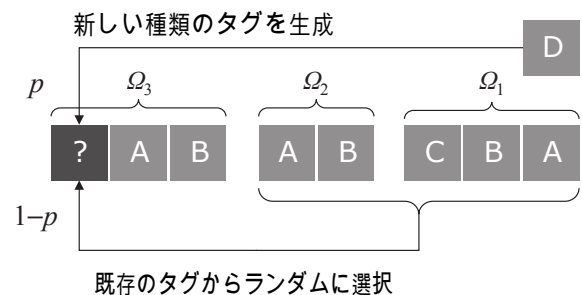 新しい種類のタグを生成
D
p
Ω3
Ω2
Ω1
? A B A B C B A
1−p
既存のタグからランダムに選択